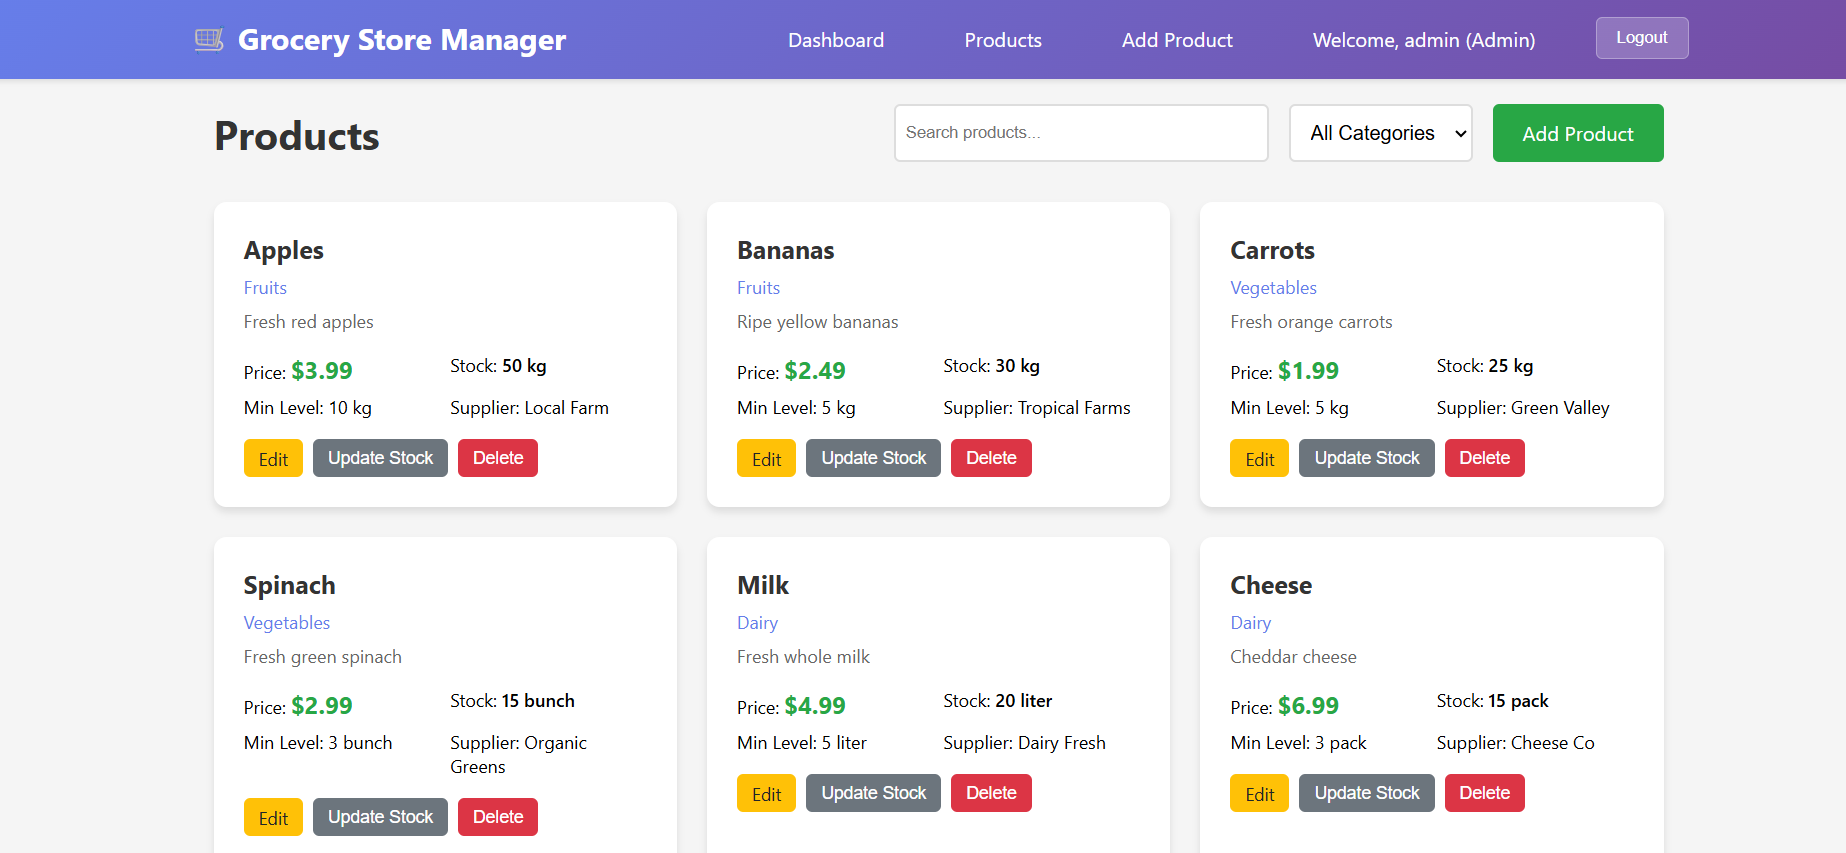 Grocery Store Manager
Dashboard
Products
Add Product
Welcome, admin (Admin)
Logout
Products
Search products...
All Categories
Add Product
Apples
Fruits
Fresh red apples
Price: $3.99
Stock: 50 kg
Min Level: 10 kg
Supplier: Local Farm
Edit
Update Stock
Delete
Bananas
Fruits
Ripe yellow bananas
Price: $2.49
Stock: 30 kg
Min Level: 5 kg
Supplier: Tropical Farms
Edit
Update Stock
Delete
Carrots
Vegetables
Fresh orange carrots
Price: $1.99
Stock: 25 kg
Min Level: 5 kg
Supplier: Green Valley
Edit
Update Stock
Delete
Spinach
Vegetables
Fresh green spinach
Price: $2.99
Stock: 15 bunch
Min Level: 3 bunch
Supplier: Organic
Greens
Edit
Update Stock
Delete
Milk
Dairy
Fresh whole milk
Price: $4.99
Stock: 20 liter
Min Level: 5 liter
Supplier: Dairy Fresh
Edit
Update Stock
Delete
Cheese
Dairy
Cheddar cheese
Price: $6.99
Stock: 15 pack
Min Level: 3 pack
Supplier: Cheese Co
Edit
Update Stock
Delete